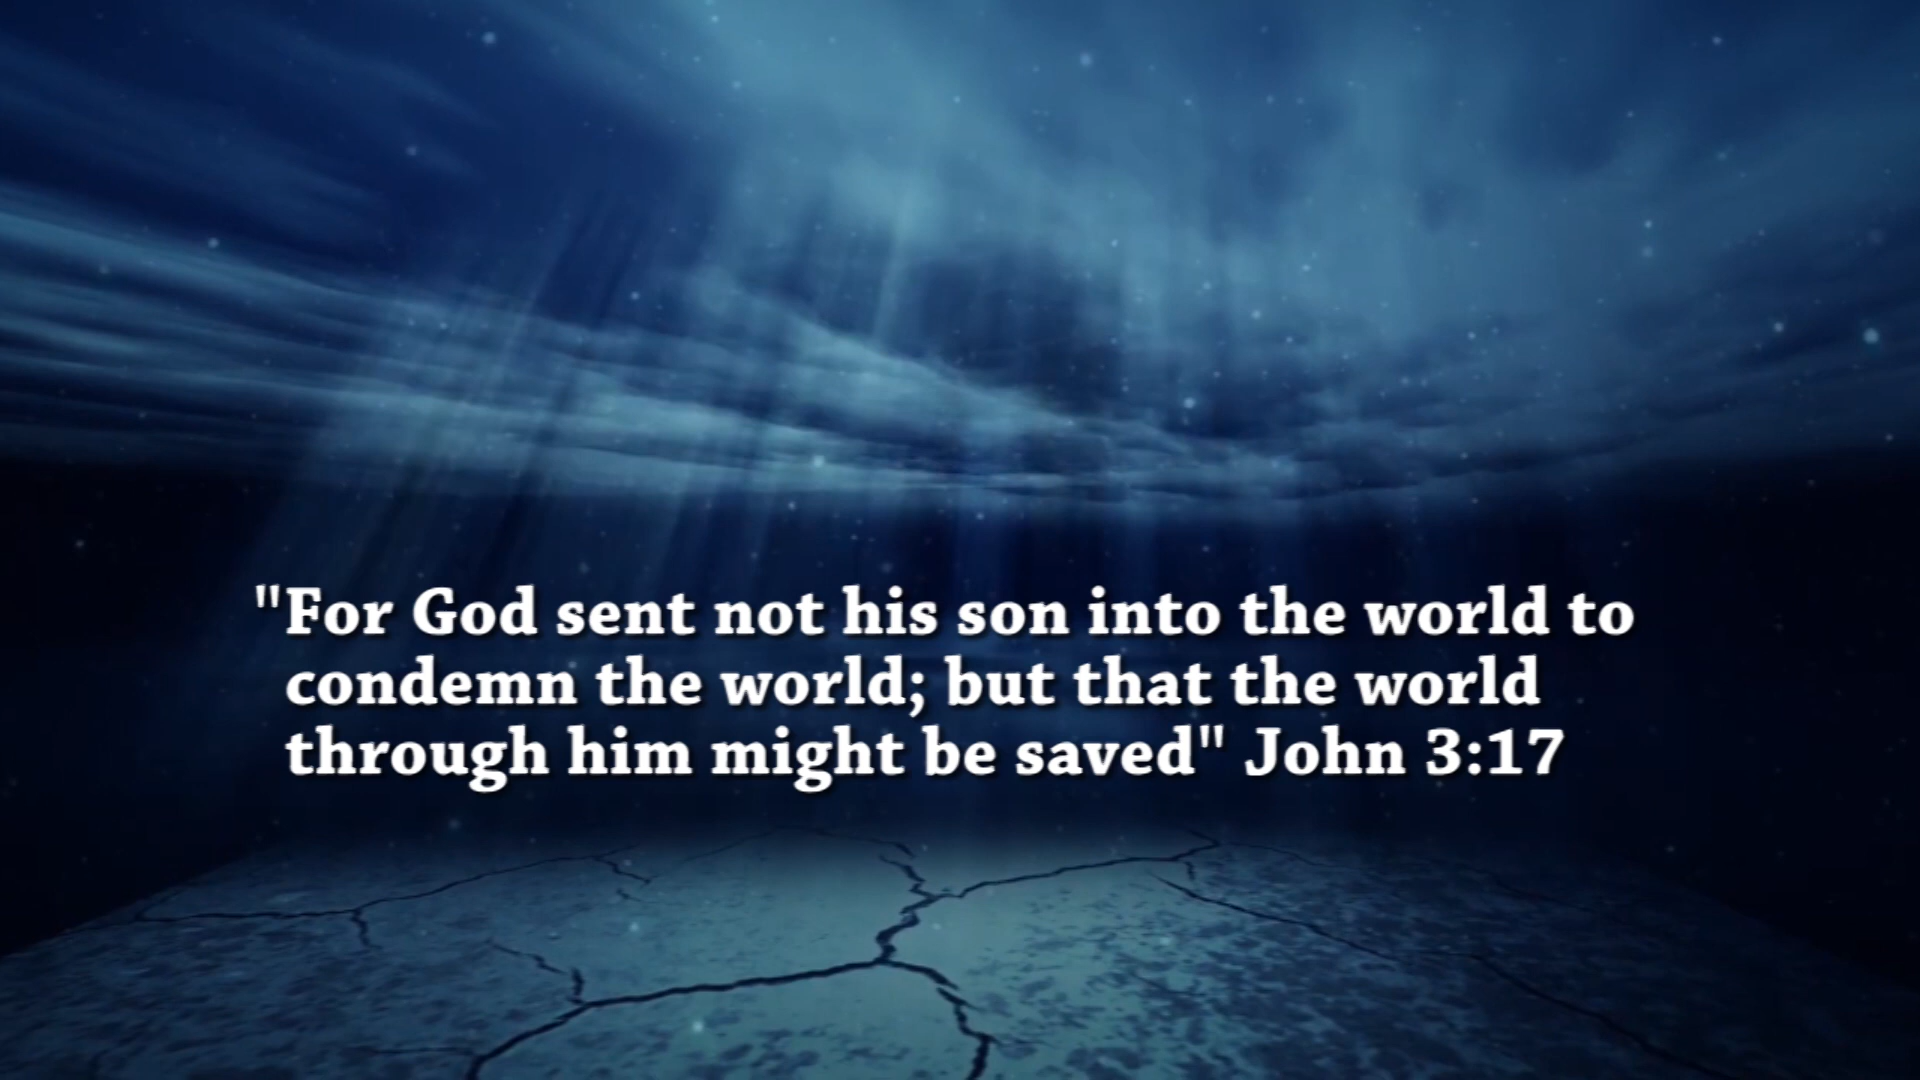 "For God sent not his son into the world to
condemn the world; but that the world
through him might be saved" John 3:17